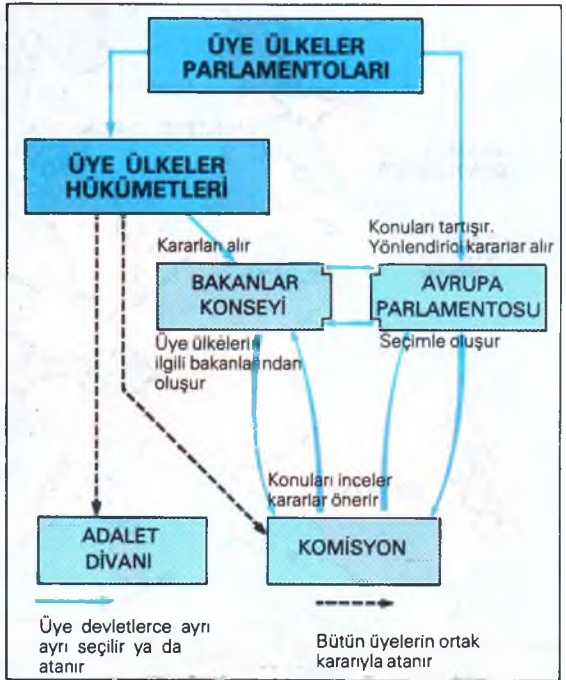 ÜYE ÜLKELER
PARLAMENTOLARI
ÜYE ÜLKELER
HÜKÜMETLERİ
Kararları alır
Konuları tartışır.
Yönlendirici kararlar alır
BAKANLAR
KONSEYİ
AVRUPA
PARLAMENTOSU
Üye ülkelerin
ilgili bakanlarından
oluşur
Seçimle oluşur
Konuları inceler
kararlar önerir
ADALET
DİVANI
KOMİSYON
Üye devletlerce ayrı
ayrı seçilir ya da
atanır
Bütün üyelerin ortak
kararıyla atanır